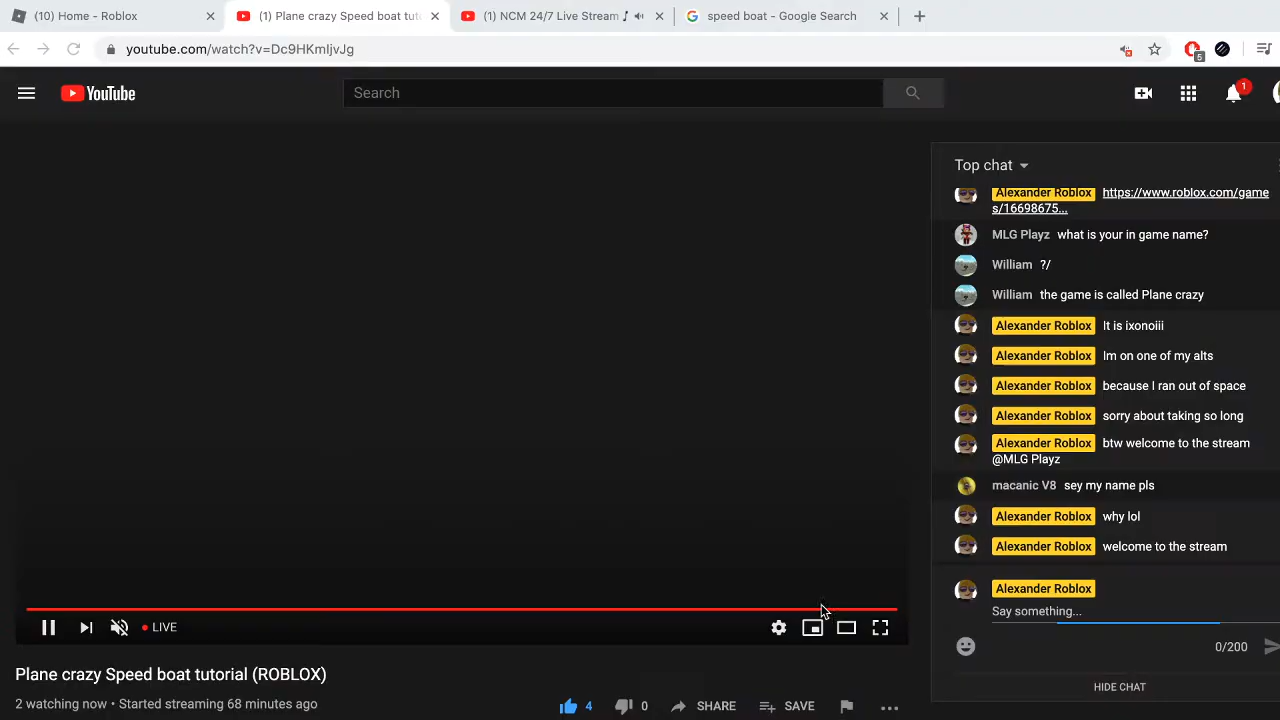 (10) Home - Roblox
(1) Plane crazy Speed boat tut
(1) NCM 24/7 Live Stream
speed boat - Google Search
youtube.com/watch?v=Dc9HKmIjvJg
5
YouTube
Search
1
Top chat
Alexander Roblox https://www.roblox.com/game
s/16698675...
MLG Playz what is your in game name?
William ?/
William the game is called Plane crazy
Alexander Roblox It is ixonoiii
Alexander Roblox Im on one of my alts
Alexander Roblox because I ran out of space
Alexander Roblox sorry about taking so long
Alexander Roblox btw welcome to the stream
@MLG Playz
macanic V8 sey my name pls
Alexander Roblox why lol
Alexander Roblox welcome to the stream
Alexander Roblox
Say something...
0/200
HIDE CHAT
LIVE
Plane crazy Speed boat tutorial (ROBLOX)
2 watching now • Started streaming 68 minutes ago
4
0
SHARE
SAVE